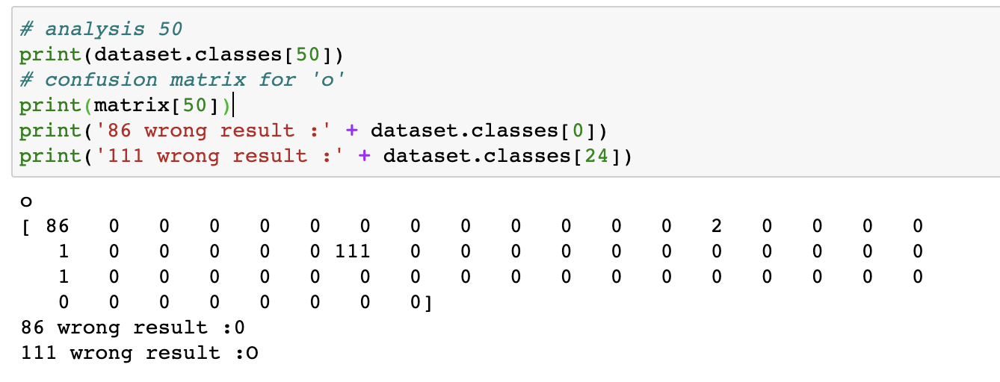 # analysis 50
print(dataset.classes[50])
# confusion matrix for 'o'
print(matrix[50])
print('86 wrong result :' + dataset.classes[0])
print('111 wrong result :' + dataset.classes[24])
o
[ 86 0 0 0 0 0 0 0 0 0 0 0 0 2 0 0 0 0
1 0 0 0 0 0 111 0 0 0 0 0 0 0 0 0 0 0
1 0 0 0 0 0 0 0 0 0 0 0 0 0 0 0 0 0
0 0 0 0 0 0 0 0]
86 wrong result :0
111 wrong result :O